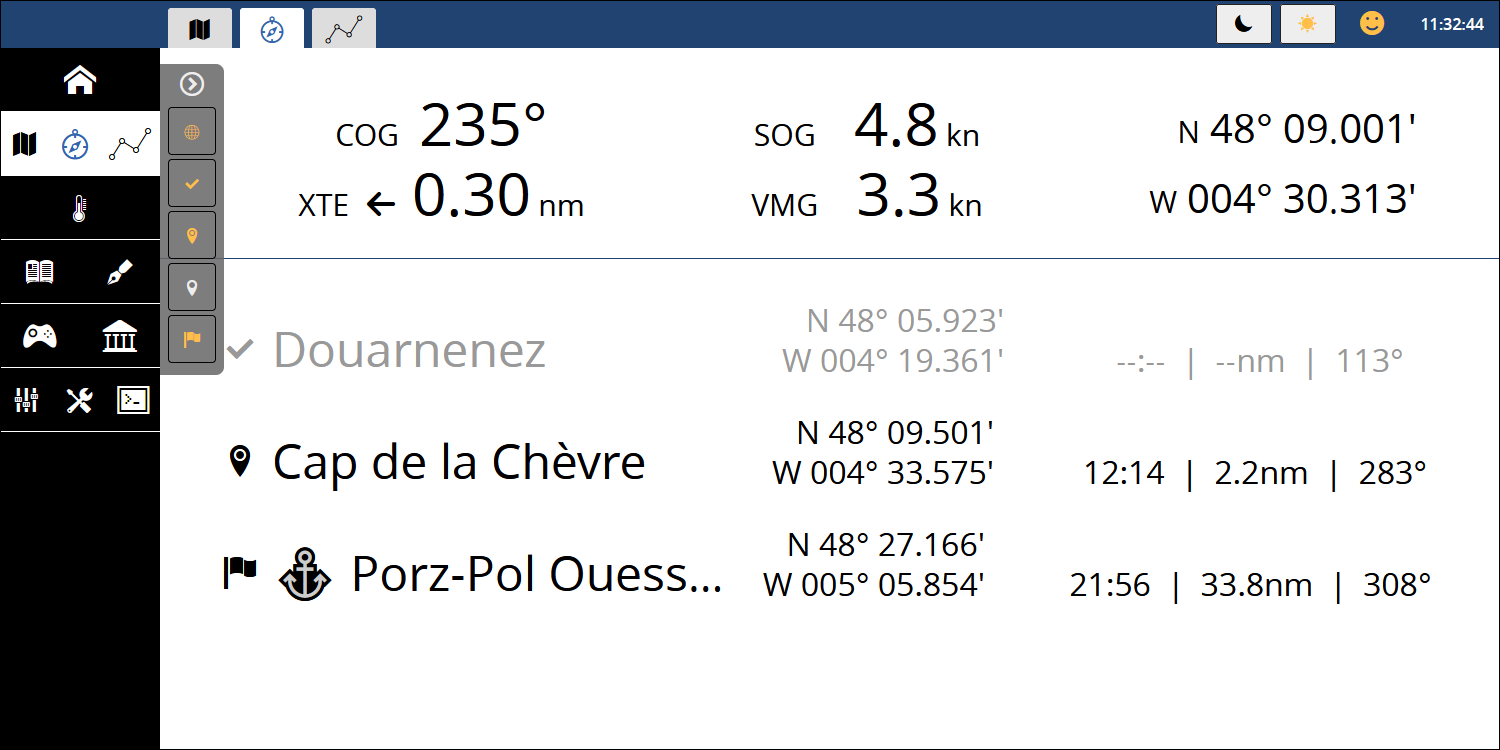 11:32:44
COG 235°
SOG 4.8 kn
N 48° 09.001'
XTE ← 0.30 nm
VMG 3.3 kn
W 004° 30.313'
Douarnenez
N 48° 05.923'
W 004° 19.361'
--:-- | --nm | 113°
Cap de la Chèvre
N 48° 09.501'
W 004° 33.575'
12:14 | 2.2nm | 283°
Porz-Pol Ouess...
N 48° 27.166'
W 005° 05.854'
21:56 | 33.8nm | 308°